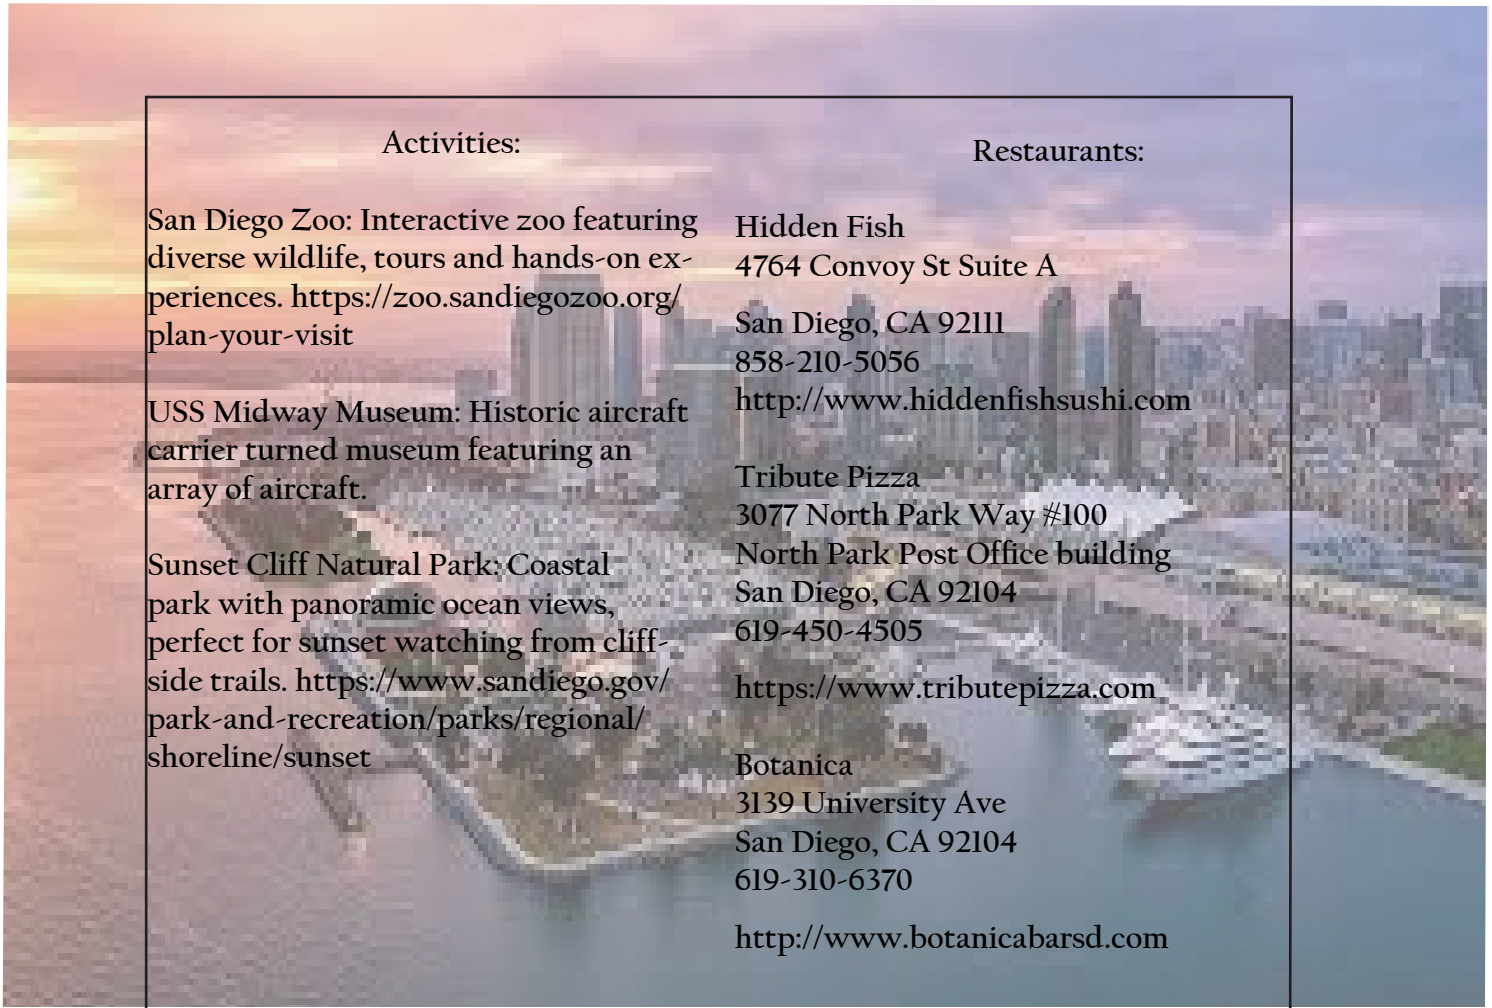 Activities:
San Diego Zoo: Interactive zoo featuring
diverse wildlife, tours and hands-on ex-
periences. https://zoo.sandiegozoo.org/
plan-your-visit
USS Midway Museum: Historic aircraft
carrier turned museum featuring an
array of aircraft.
Sunset Cliff Natural Park: Coastal
park with panoramic ocean views,
perfect for sunset watching from cliff-
side trails. https://www.sandiego.gov/
park-and-recreation/parks/regional/
shoreline/sunset
Restaurants:
Hidden Fish
4764 Convoy St Suite A
San Diego, CA 92111
858-210-5056
http://www.hiddenfishsushi.com
Tribute Pizza
3077 North Park Way #100
North Park Post Office building
San Diego, CA 92104
619-450-4505
https://www.tributepizza.com
Botanica
3139 University Ave
San Diego, CA 92104
619-310-6370
http://www.botanicabarsd.com